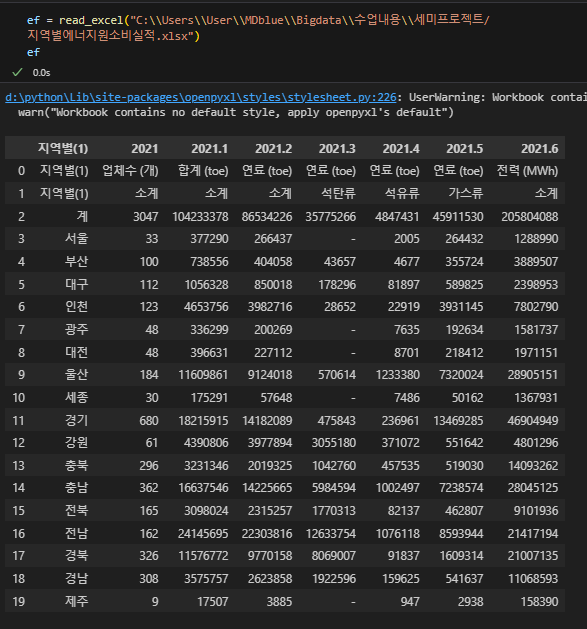 ef = read_excel("C:\\Users\\User\\MDblue\\Bigdata\\수업내용\\세미프로젝트/
지역별에너지원소비실적.xlsx")
ef
0.0s
d:\python\Lib\site-packages\openpyxl\styles\stylesheet.py:226: UserWarning: Workbook contai
warn("Workbook contains no default style, apply openpyxl's default")
지역별(1) 2021 2021.1 2021.2 2021.3 2021.4 2021.5 2021.6
0 지역별(1) 업체수 (개) 합계 (toe) 연료 (toe) 연료 (toe) 연료 (toe) 연료 (toe) 전력 (MWh)
1 지역별(1) 소계 소계 소계 석탄류 석유류 가스류 소계
2 계 3047 104233378 86534226 35775266 4847431 45911530 205804088
3 서울 33 377290 266437 - 2005 264432 1288990
4 부산 100 738556 404058 43657 4677 355724 3889507
5 대구 112 1056328 850018 178296 81897 589825 2398953
6 인천 123 4653756 3982716 28652 22919 3931145 7802790
7 광주 48 336299 200269 - 7635 192634 1581737
8 대전 48 396631 227112 - 8701 218412 1971151
9 울산 184 11609861 9124018 570614 1233380 7320024 28905151
10 세종 30 175291 57648 - 7486 50162 1367931
11 경기 680 18215915 14182089 475843 236961 13469285 46904949
12 강원 61 4390806 3977894 3055180 371072 551642 4801296
13 충북 296 3231346 2019325 1042760 457535 519030 14093262
14 충남 362 16637546 14225665 5984594 1002497 7238574 28045125
15 전북 165 3098024 2315257 1770313 82137 462807 9101936
16 전남 162 24145695 22303816 12633754 1076118 8593944 21417194
17 경북 326 11576772 9770158 8069007 91837 1609314 21007135
18 경남 308 3575757 2623858 1922596 159625 541637 11068593
19 제주 9 17507 3885 - 947 2938 158390